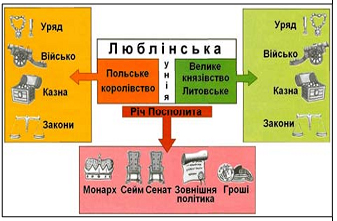 Люблінська
унія
Польське
королівство
Велике
князівство
Литовське
Річ Посполита
Уряд
Військо
Казна
Закони
Уряд
Військо
Казна
Закони
Монарх Сейм Сенат Зовнішня
політика
Гроші